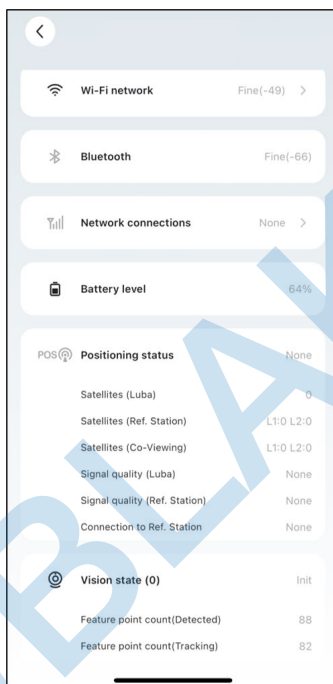 Wi-Fi network Fine(-49)
Bluetooth Fine(-66)
Network connections None
Battery level 64%
POS Positioning status None
Satellites (Luba) 0
Satellites (Ref. Station) L1:0 L2:0
Satellites (Co-Viewing) L1:0 L2:0
Signal quality (Luba) None
Signal quality (Ref. Station) None
Connection to Ref. Station None
Vision state (0) Init
Feature point count(Detected) 88
Feature point count(Tracking) 82